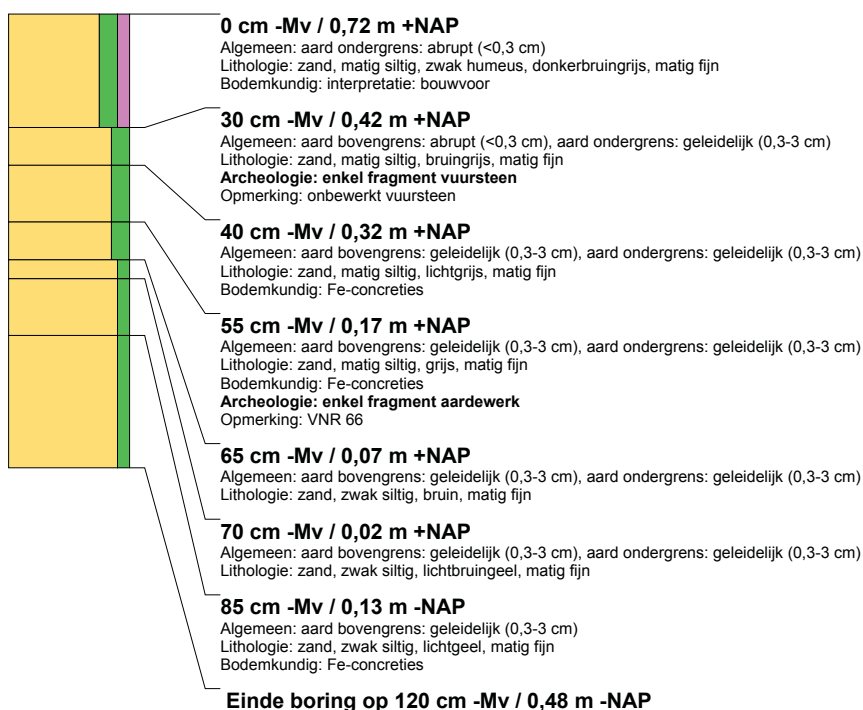 0 cm -Mv / 0,72 m +NAP
Algemeen: aard ondergrens: abrupt (<0,3 cm)
Lithologie: zand, matig siltig, zwak humeus, donkerbruingrijs, matig fijn
Bodemkundig: interpretatie: bouwvoor
30 cm -Mv / 0,42 m +NAP
Algemeen: aard bovengrens: abrupt (<0,3 cm), aard ondergrens: geleidelijk (0,3-3 cm)
Lithologie: zand, matig siltig, bruingrijs, matig fijn
Archeologie: enkel fragment vuursteen
Opmerking: onbewerkt vuursteen
40 cm -Mv / 0,32 m +NAP
Algemeen: aard bovengrens: geleidelijk (0,3-3 cm), aard ondergrens: geleidelijk (0,3-3 cm)
Lithologie: zand, matig siltig, lichtgrijs, matig fijn
Bodemkundig: Fe-concreties
55 cm -Mv / 0,17 m +NAP
Algemeen: aard bovengrens: geleidelijk (0,3-3 cm), aard ondergrens: geleidelijk (0,3-3 cm)
Lithologie: zand, matig siltig, grijs, matig fijn
Bodemkundig: Fe-concreties
Archeologie: enkel fragment aardewerk
Opmerking: VNR 66
65 cm -Mv / 0,07 m +NAP
Algemeen: aard bovengrens: geleidelijk (0,3-3 cm), aard ondergrens: geleidelijk (0,3-3 cm)
Lithologie: zand, zwak siltig, bruin, matig fijn
70 cm -Mv / 0,02 m +NAP
Algemeen: aard bovengrens: geleidelijk (0,3-3 cm), aard ondergrens: geleidelijk (0,3-3 cm)
Lithologie: zand, zwak siltig, lichtbruingeel, matig fijn
85 cm -Mv / 0,13 m -NAP
Algemeen: aard bovengrens: geleidelijk (0,3-3 cm)
Lithologie: zand, zwak siltig, lichtgeel, matig fijn
Bodemkundig: Fe-concreties
Einde boring op 120 cm -Mv / 0,48 m -NAP